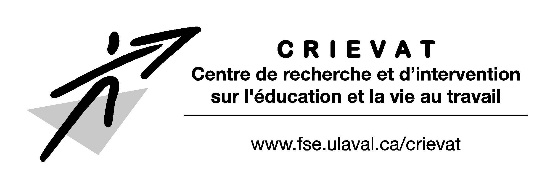 CRIEVAT
Centre de recherche et d'intervention
sur l'éducation et la vie au travail
www.fse.ulaval.ca/crievat